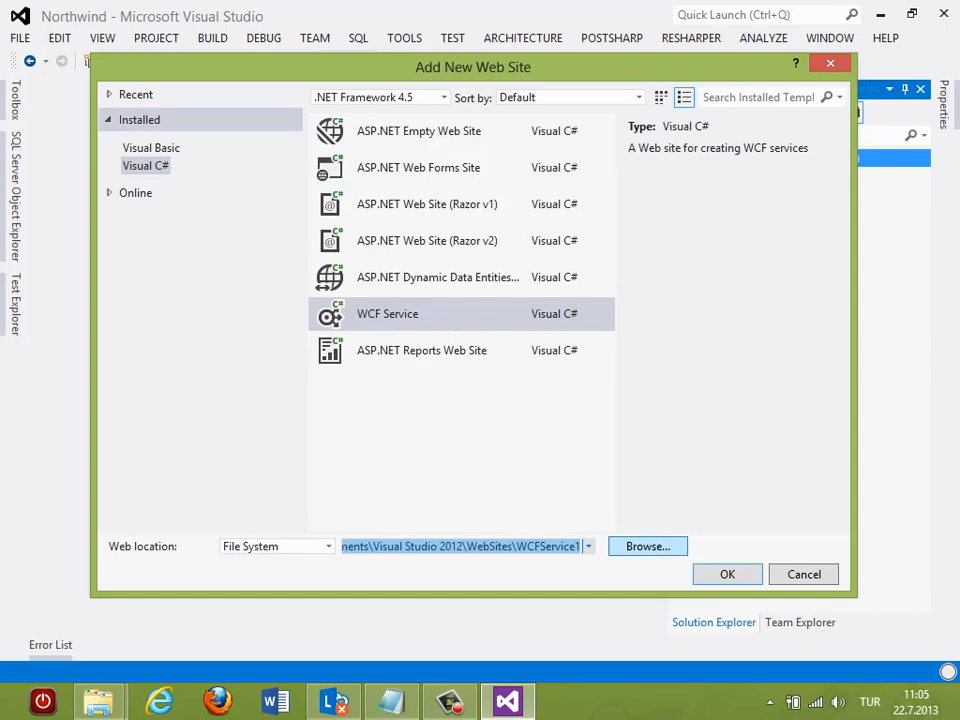 Northwind - Microsoft Visual Studio
Quick Launch (Ctrl+Q)
FILE EDIT VIEW PROJECT BUILD DEBUG TEAM SQL TOOLS TEST ARCHITECTURE POSTSHARP RESHARPER ANALYZE WINDOW HELP
Add New Web Site
?
Toolbox
SQL Server Object Explorer
Test Explorer
Properties
Recent
Installed
Visual Basic
Visual C#
Online
.NET Framework 4.5
Sort by: Default
Search Installed Templ
ASP.NET Empty Web Site Visual C#
ASP.NET Web Forms Site Visual C#
ASP.NET Web Site (Razor v1) Visual C#
ASP.NET Web Site (Razor v2) Visual C#
ASP.NET Dynamic Data Entities... Visual C#
WCF Service Visual C#
ASP.NET Reports Web Site Visual C#
Type: Visual C#
A Web site for creating WCF services
Web location: File System nents\Visual Studio 2012\WebSites\WCFService1 Browse...
OK Cancel
Solution Explorer Team Explorer
Error List
TUR
11:05
22.7.2013